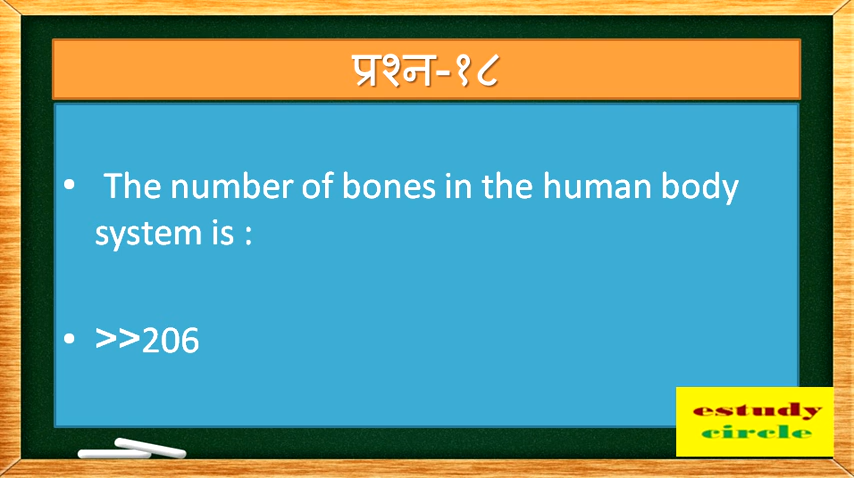 प्रश्न-१८
• The number of bones in the human body
system is :
• >>206
estudy
circle